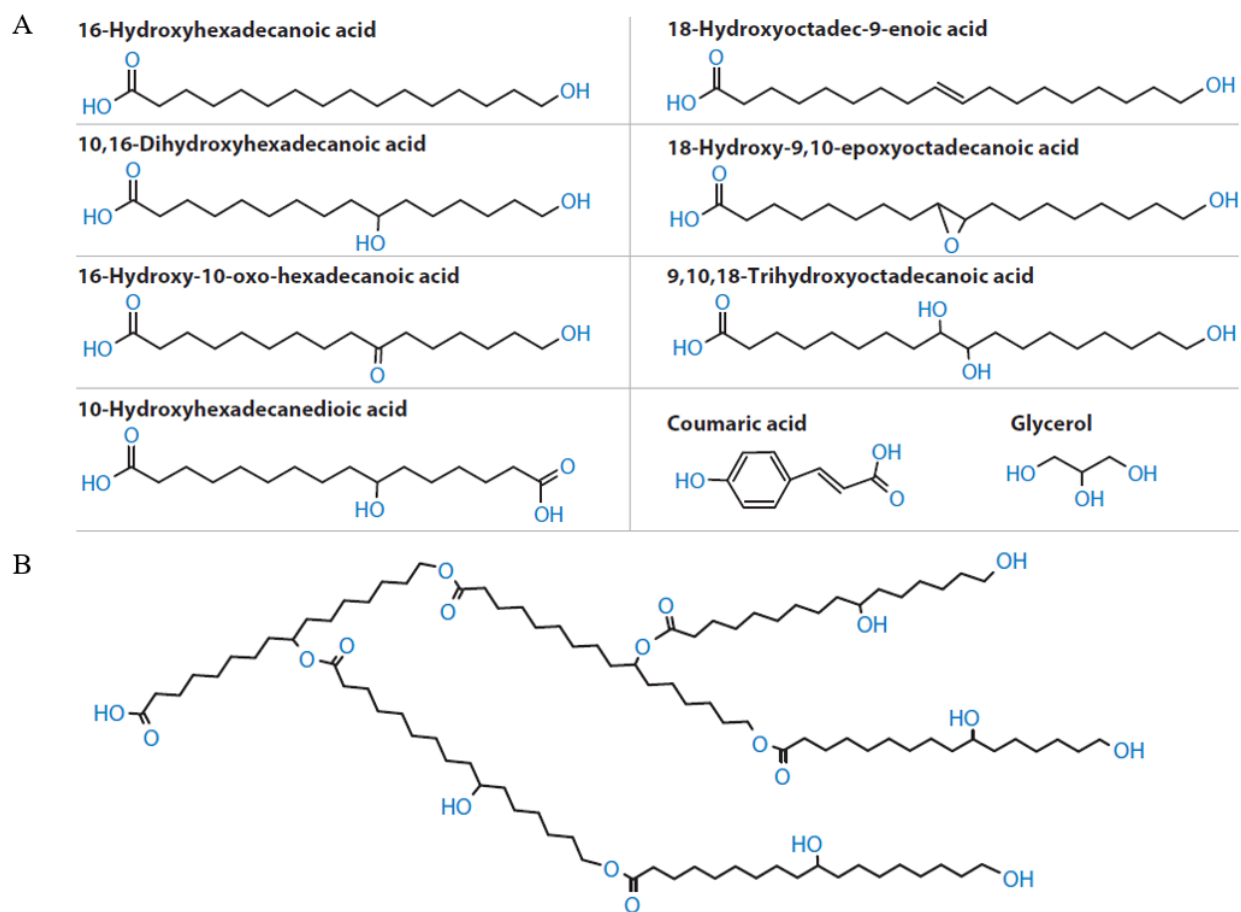 A
16-Hydroxyhexadecanoic acid
O
HO
OH
18-Hydroxyoctadec-9-enoic acid
O
HO
OH
10,16-Dihydroxyhexadecanoic acid
O
HO
OH
HO
18-Hydroxy-9,10-epoxyoctadecanoic acid
O
HO
OH
O
16-Hydroxy-10-oxo-hexadecanoic acid
O
HO
OH
O
9,10,18-Trihydroxyoctadecanoic acid
O
HO
HO
OH
OH
10-Hydroxyhexadecanedioic acid
O
HO
HO
O
OH
Coumaric acid
HO
OH
O
Glycerol
HO
OH
OH
B
O
O
OH
O
O
OH
O
O
HO
O
HO
O
O
OH
HO
HO
O
O
OH